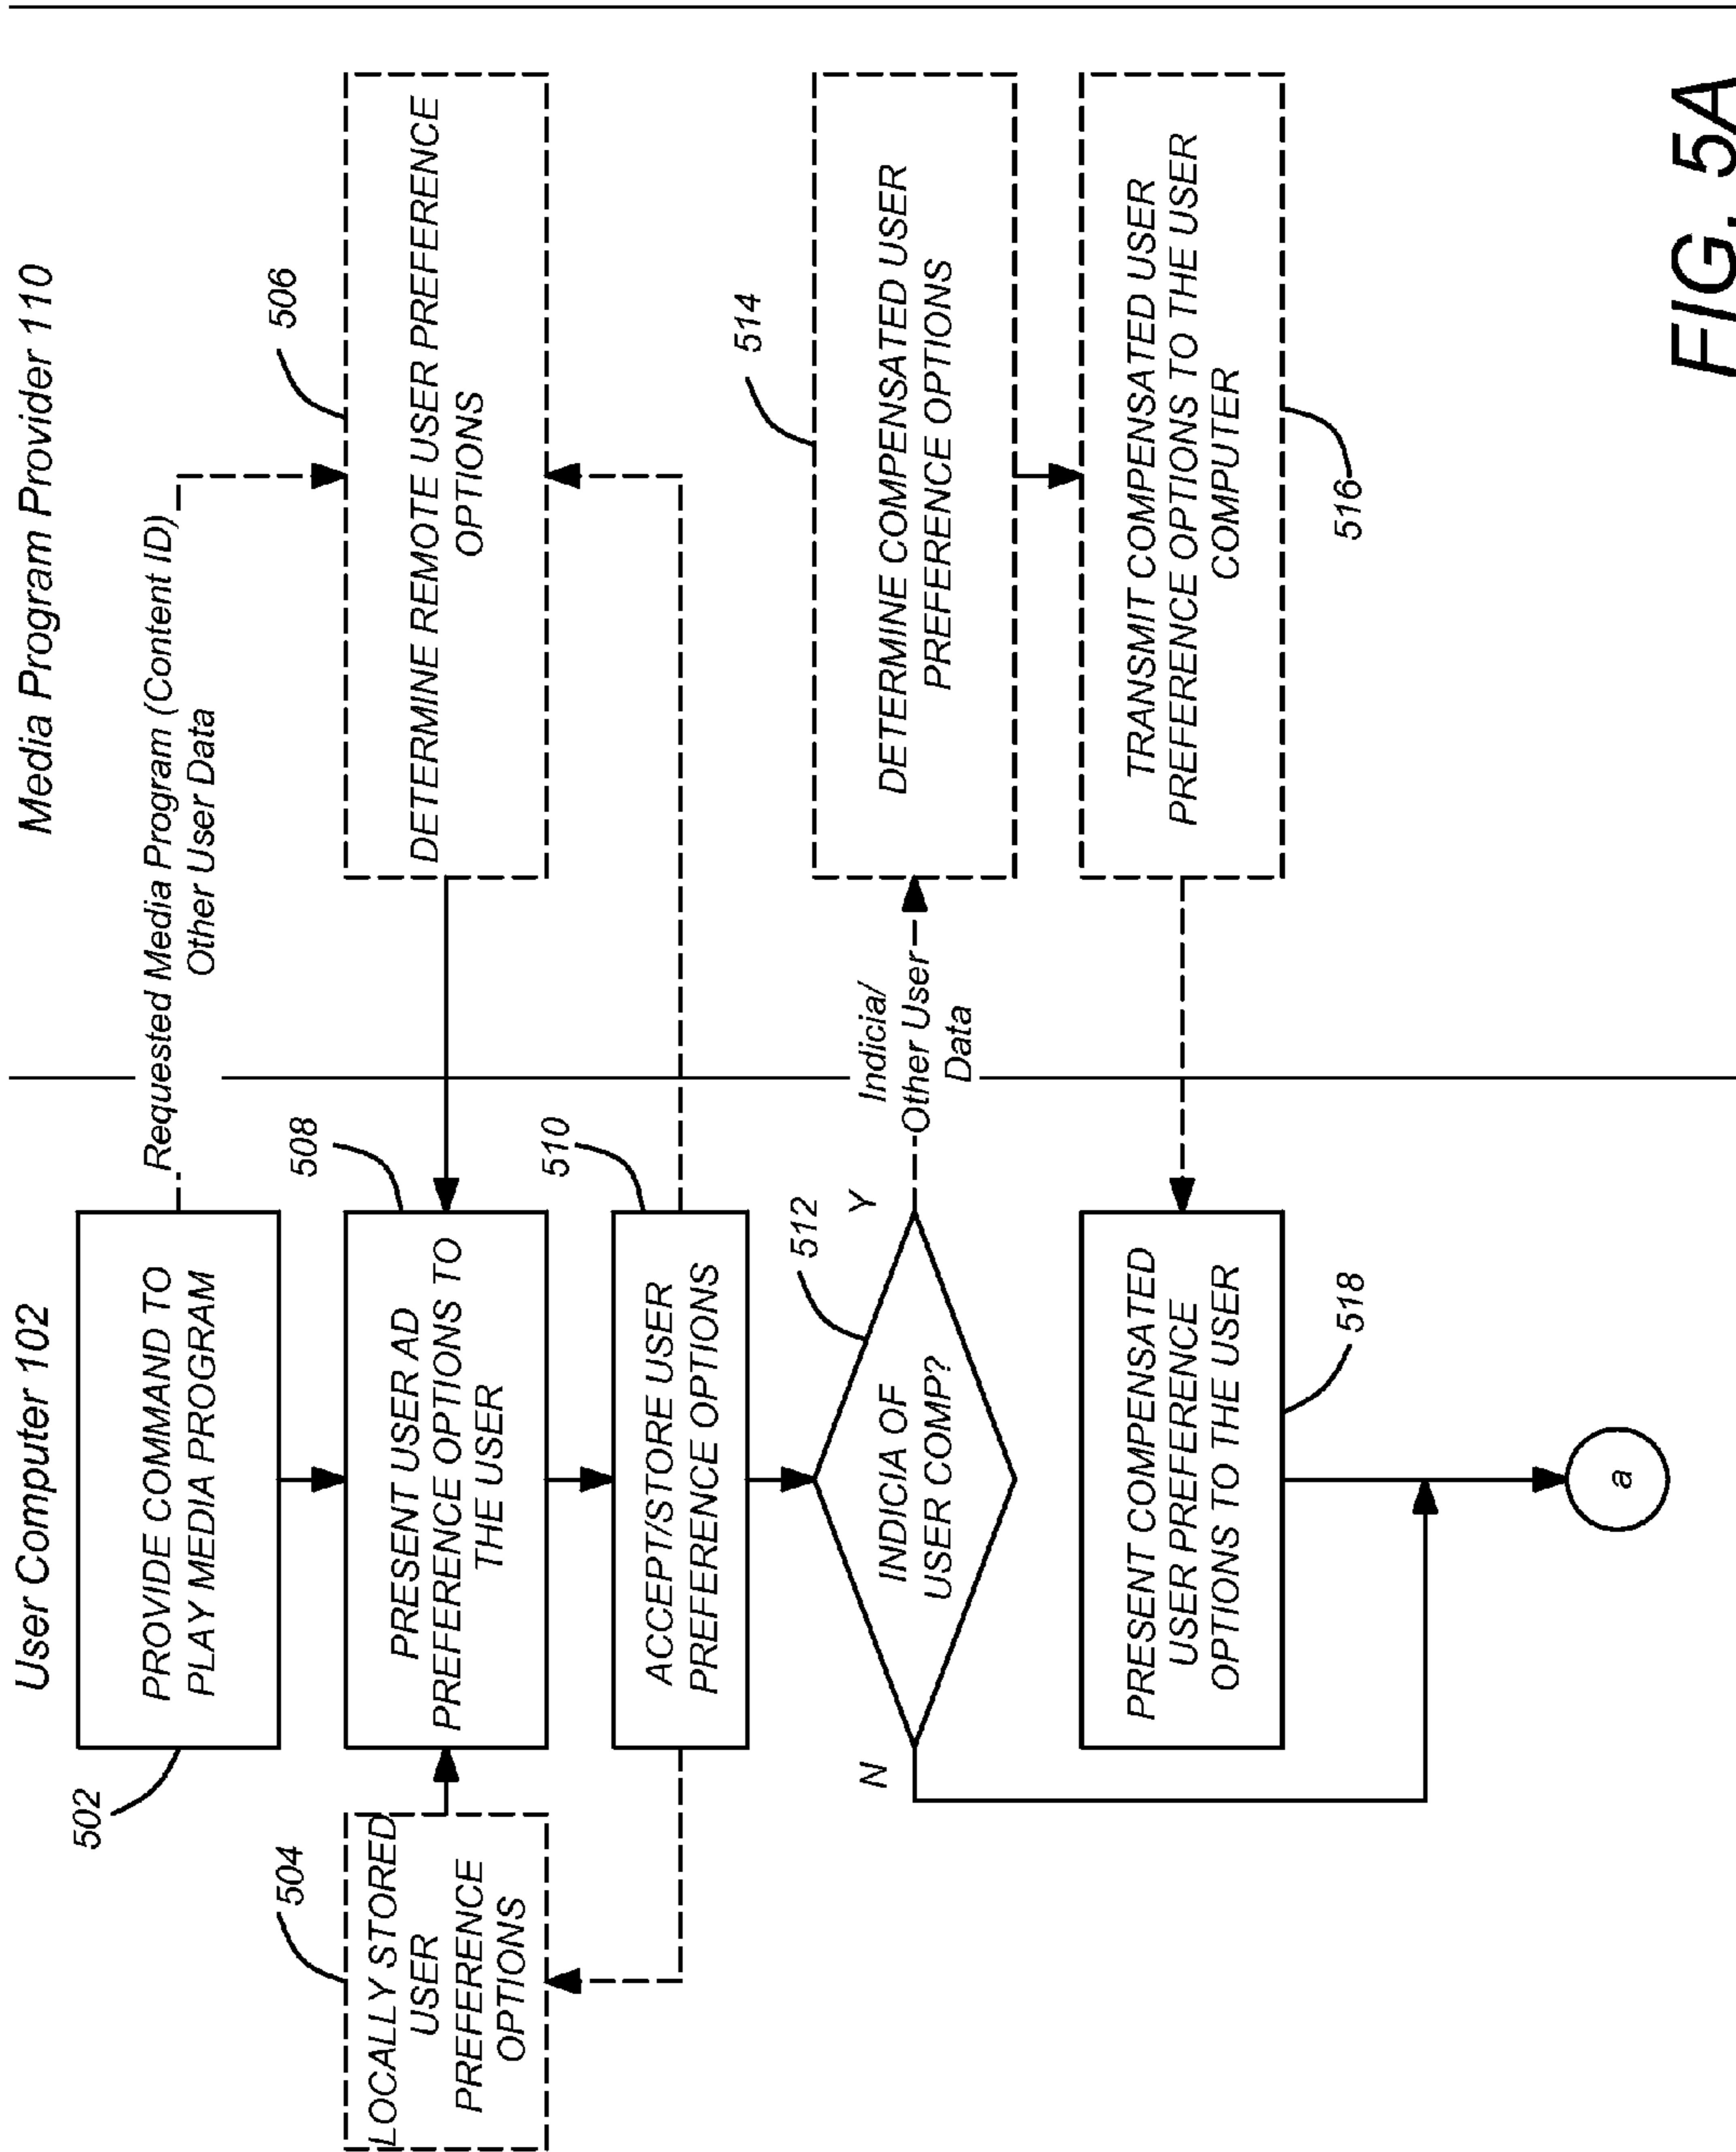 User Computer 102
Media Program Provider 110
502
PROVIDE COMMAND TO
PLAY MEDIA PROGRAM
Requested Media Program (Content ID)
Other User Data
504
LOCALLY STORED
USER
PREFERENCE
OPTIONS
508
PRESENT USER AD
PREFERENCE OPTIONS TO
THE USER
506
DETERMINE REMOTE USER PREFERENCE
OPTIONS
510
ACCEPT/STORE USER
PREFERENCE OPTIONS
512
INDICIA OF
USER COMP?
N
Y
Indicia/
Other User
Data
514
DETERMINE COMPENSATED USER
PREFERENCE OPTIONS
516
TRANSMIT COMPENSATED USER
PREFERENCE OPTIONS TO THE USER
COMPUTER
PRESENT COMPENSATED
USER PREFERENCE
OPTIONS TO THE USER
518
a
FIG. 5A